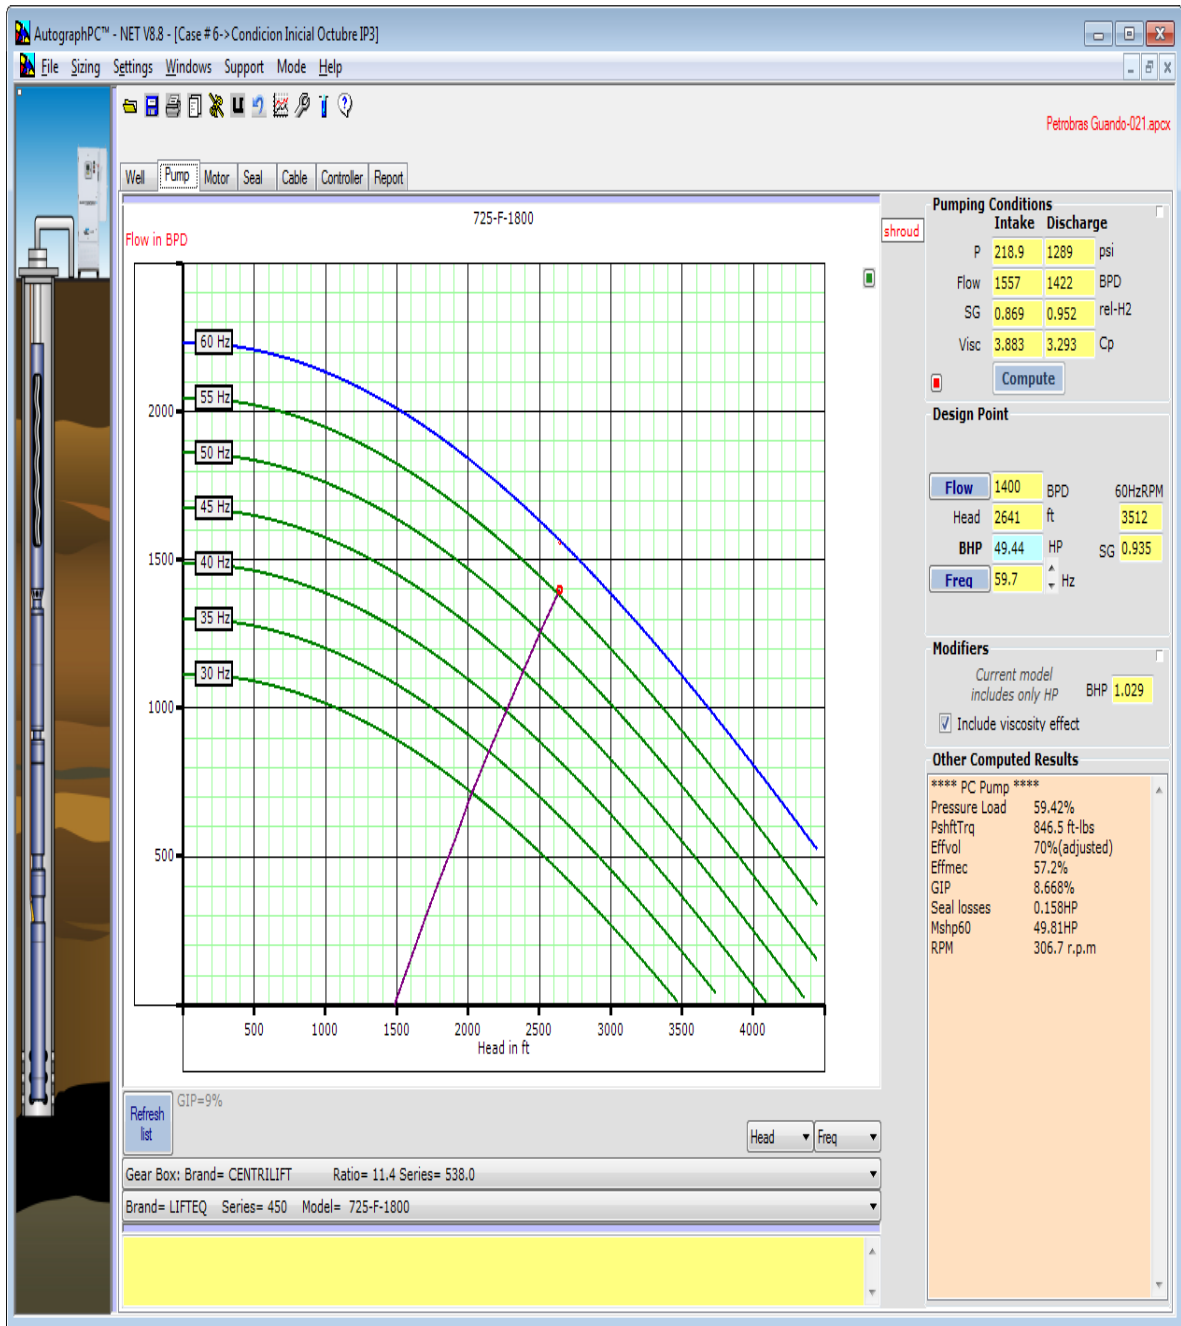 AutographPC™ - NET V8.8 - [Case # 6->Condicion Inicial Octubre IP3]
File Sizing Settings Windows Support Mode Help
Petrobras Guando-021.apcx
Well Pump Motor Seal Cable Controller Report
725-F-1800
Flow in BPD
shroud
60 Hz
55 Hz
50 Hz
45 Hz
40 Hz
35 Hz
30 Hz
2000
1500
1000
500
500 1000 1500 2000 2500 3000 3500 4000
Head in ft
Refresh list
GIP=9%
Head Freq
Gear Box: Brand= CENTRILIFT Ratio= 11.4 Series= 538.0
Brand= LIFTEQ Series= 450 Model= 725-F-1800
Pumping Conditions
Intake Discharge
P 218.9 1289 psi
Flow 1557 1422 BPD
SG 0.869 0.952 rel-H2
Visc 3.883 3.293 Cp
Compute
Design Point
Flow 1400 BPD 60HzRPM
Head 2641 ft 3512
BHP 49.44 HP SG 0.935
Freq 59.7 Hz
Modifiers
Current model
includes only HP BHP 1.029
Include viscosity effect
Other Computed Results
**** PC Pump ****
Pressure Load 59.42%
PshftTrq 846.5 ft-lbs
Effvol 70%(adjusted)
Effmec 57.2%
GIP 8.668%
Seal losses 0.158HP
Mshp60 49.81HP
RPM 306.7 r.p.m